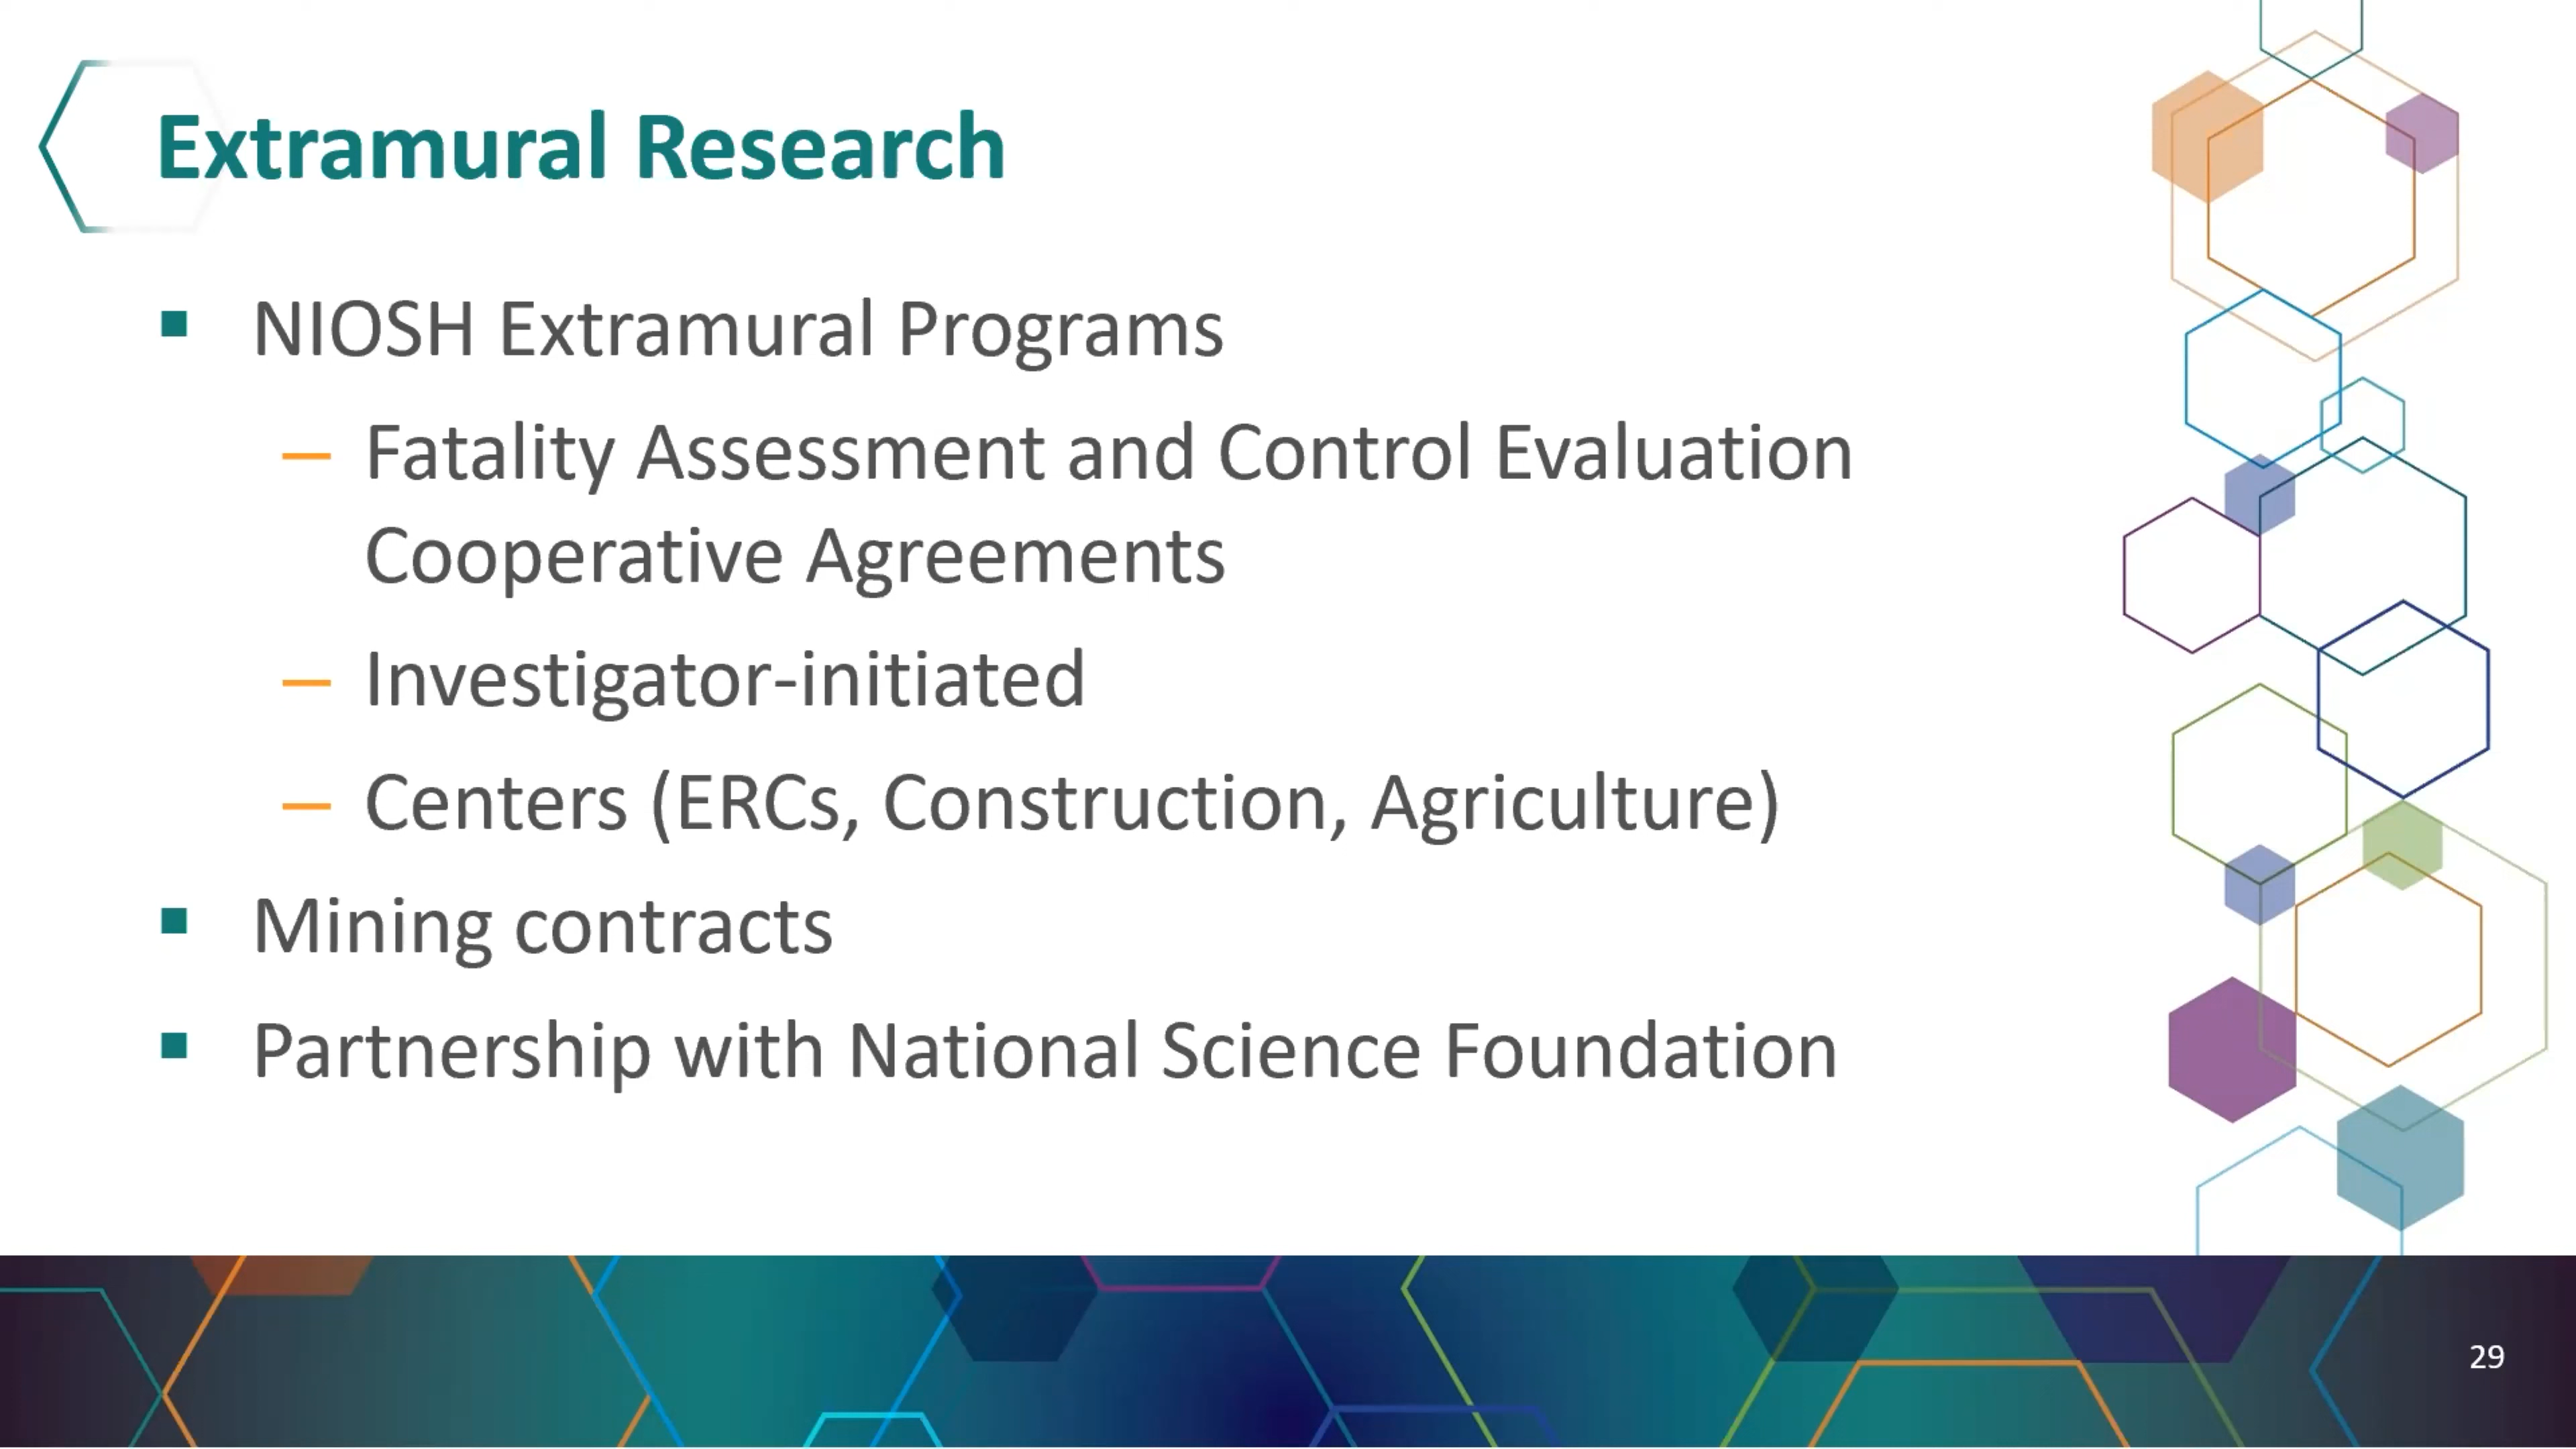 Extramural Research
▪ NIOSH Extramural Programs
– Fatality Assessment and Control Evaluation
Cooperative Agreements
– Investigator-initiated
– Centers (ERCs, Construction, Agriculture)
▪ Mining contracts
▪ Partnership with National Science Foundation
29